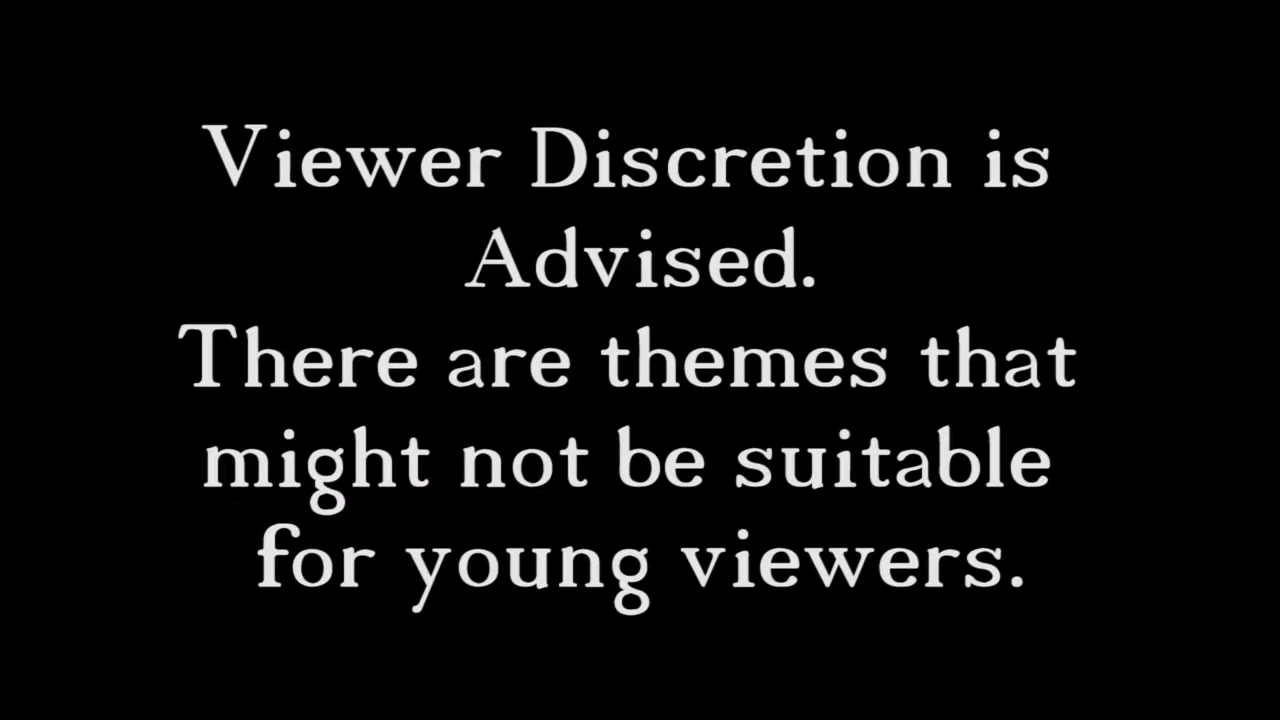 Viewer Discretion is
Advised.
There are themes that
might not be suitable
for young viewers.